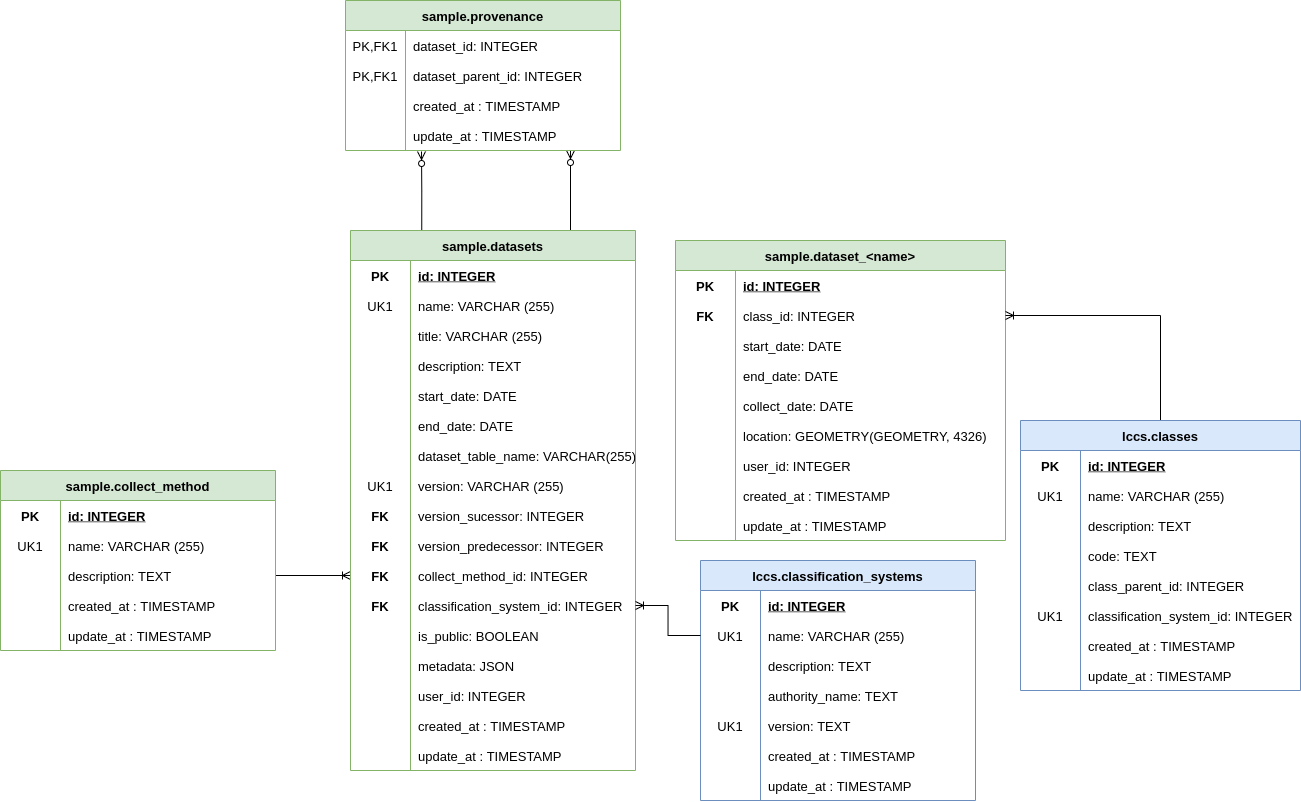 sample.provenance
PK,FK1 dataset_id: INTEGER
PK,FK1 dataset_parent_id: INTEGER
created_at : TIMESTAMP
update_at : TIMESTAMP
sample.datasets
PK id: INTEGER
UK1 name: VARCHAR (255)
title: VARCHAR (255)
description: TEXT
start_date: DATE
end_date: DATE
dataset_table_name: VARCHAR(255)
UK1 version: VARCHAR (255)
FK version_sucessor: INTEGER
FK version_predecessor: INTEGER
FK collect_method_id: INTEGER
FK classification_system_id: INTEGER
is_public: BOOLEAN
metadata: JSON
user_id: INTEGER
created_at : TIMESTAMP
update_at : TIMESTAMP
sample.dataset_<name>
PK id: INTEGER
FK class_id: INTEGER
start_date: DATE
end_date: DATE
collect_date: DATE
location: GEOMETRY(GEOMETRY, 4326)
user_id: INTEGER
created_at : TIMESTAMP
update_at : TIMESTAMP
sample.collect_method
PK id: INTEGER
UK1 name: VARCHAR (255)
description: TEXT
created_at : TIMESTAMP
update_at : TIMESTAMP
lccs.classification_systems
PK id: INTEGER
UK1 name: VARCHAR (255)
description: TEXT
authority_name: TEXT
UK1 version: TEXT
created_at : TIMESTAMP
update_at : TIMESTAMP
lccs.classes
PK id: INTEGER
UK1 name: VARCHAR (255)
description: TEXT
code: TEXT
class_parent_id: INTEGER
UK1 classification_system_id: INTEGER
created_at : TIMESTAMP
update_at : TIMESTAMP